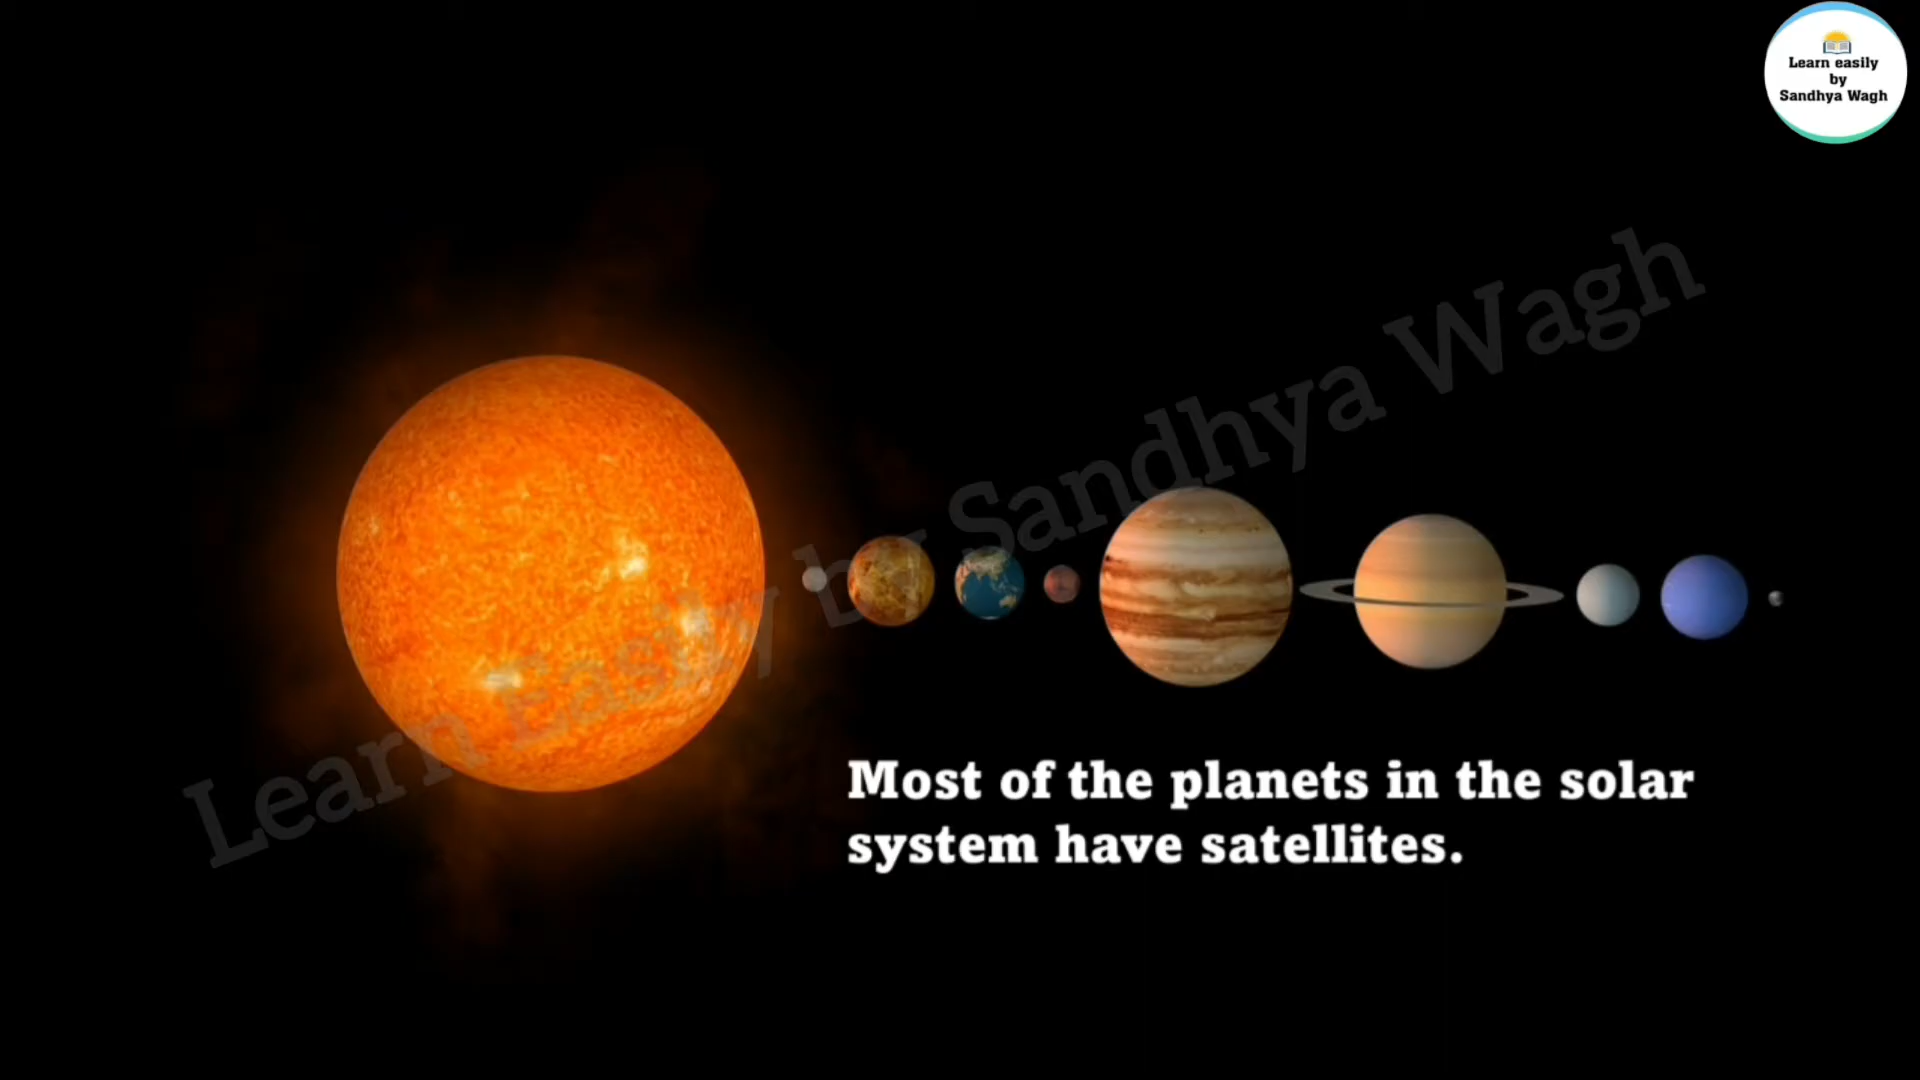 Learn easily
by
Sandhya Wagh
Learn Easily by Sandhya Wagh
Most of the planets in the solar
system have satellites.